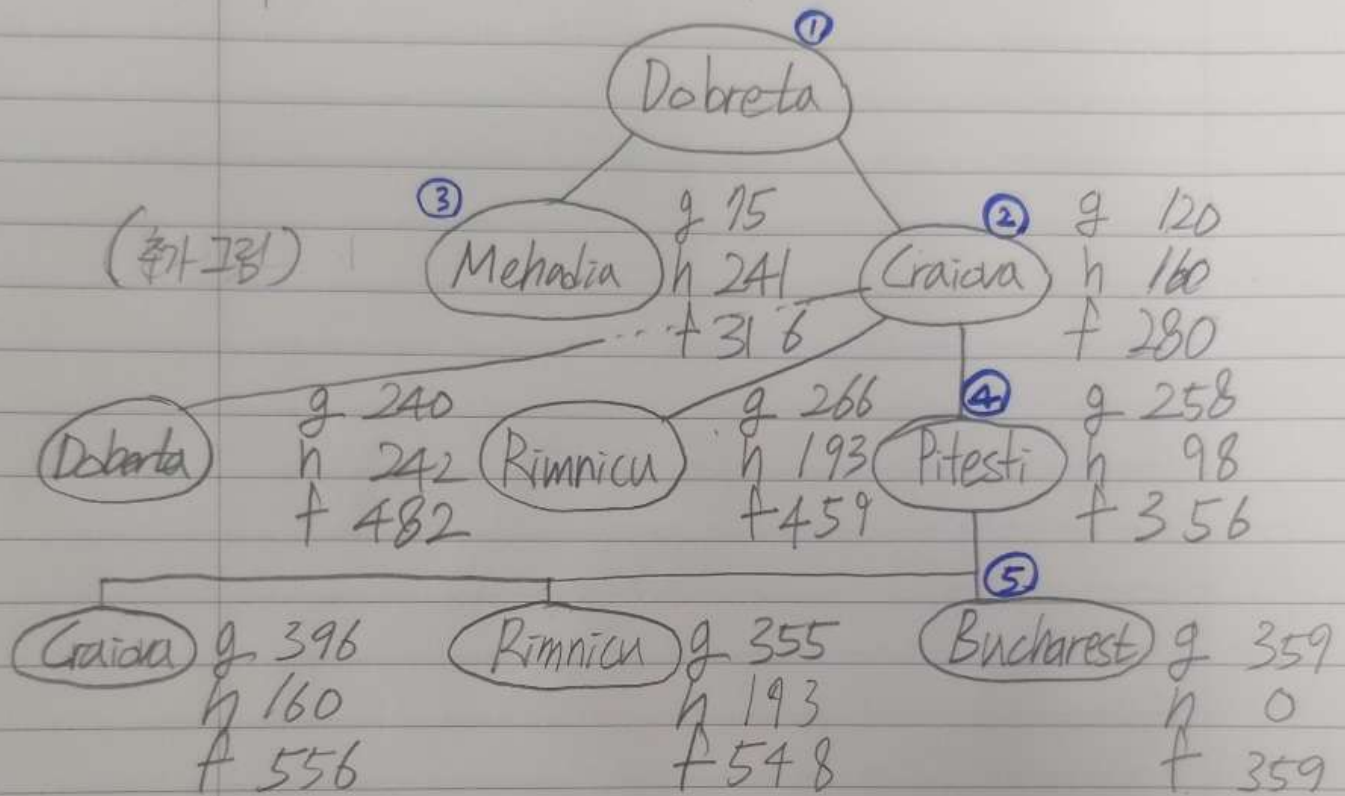 ①
Dobreta
③ g 75 ② g 120
(추가 그림) Mehadia h 241 Craiova h 160
f 316 f 280
g 240 g 266 ④ g 258
Doberta h 242 Rimnicu h 193 Pitesti h 98
f 482 f 459 f 356
⑤
Craiova g 396 Rimnicu g 355 Bucharest g 359
h 160 h 193 h 0
f 556 f 548 f 359